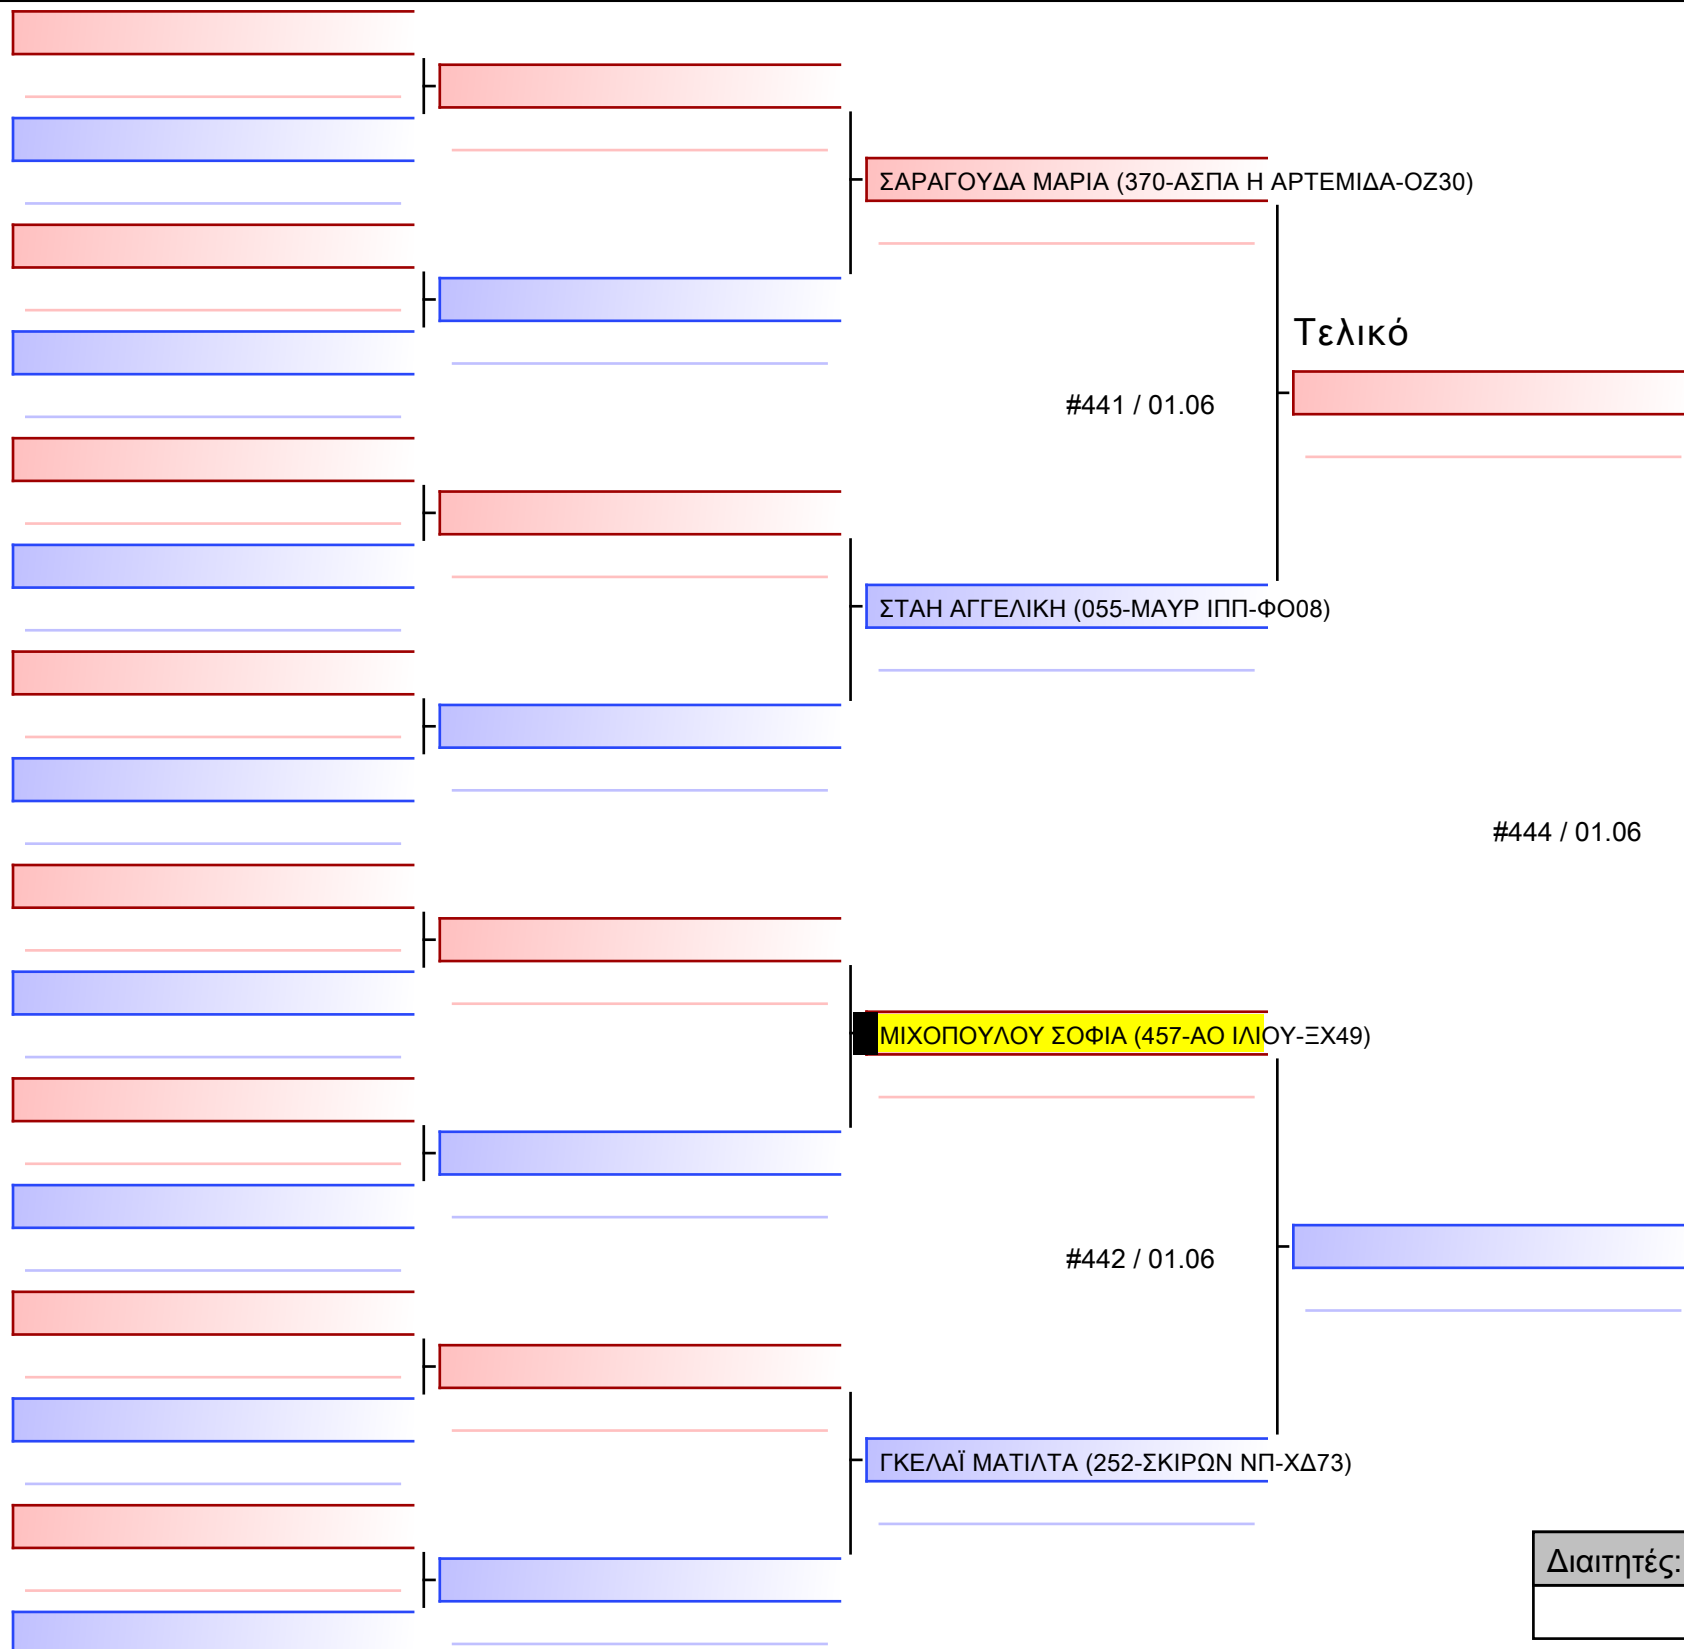 ΣΑΡΑΓΟΥΔΑ ΜΑΡΙΑ (370-ΑΣΠΑ Η ΑΡΤΕΜΙΔΑ-ΟΖ30)
Τελικό
#441 / 01.06
ΣΤΑΗ ΑΓΓΕΛΙΚΗ (055-ΜΑΥΡ ΙΠΠ-ΦΟ08)
#444 / 01.06
ΜΙΧΟΠΟΥΛΟΥ ΣΟΦΙΑ (457-ΑΟ ΙΛΙΟΥ-ΞΧ49)
#442 / 01.06
ΓΚΕΛΑΪ ΜΑΤΙΛΤΑ (252-ΣΚΙΡΩΝ ΝΠ-ΧΔ73)
Διαιτητές: